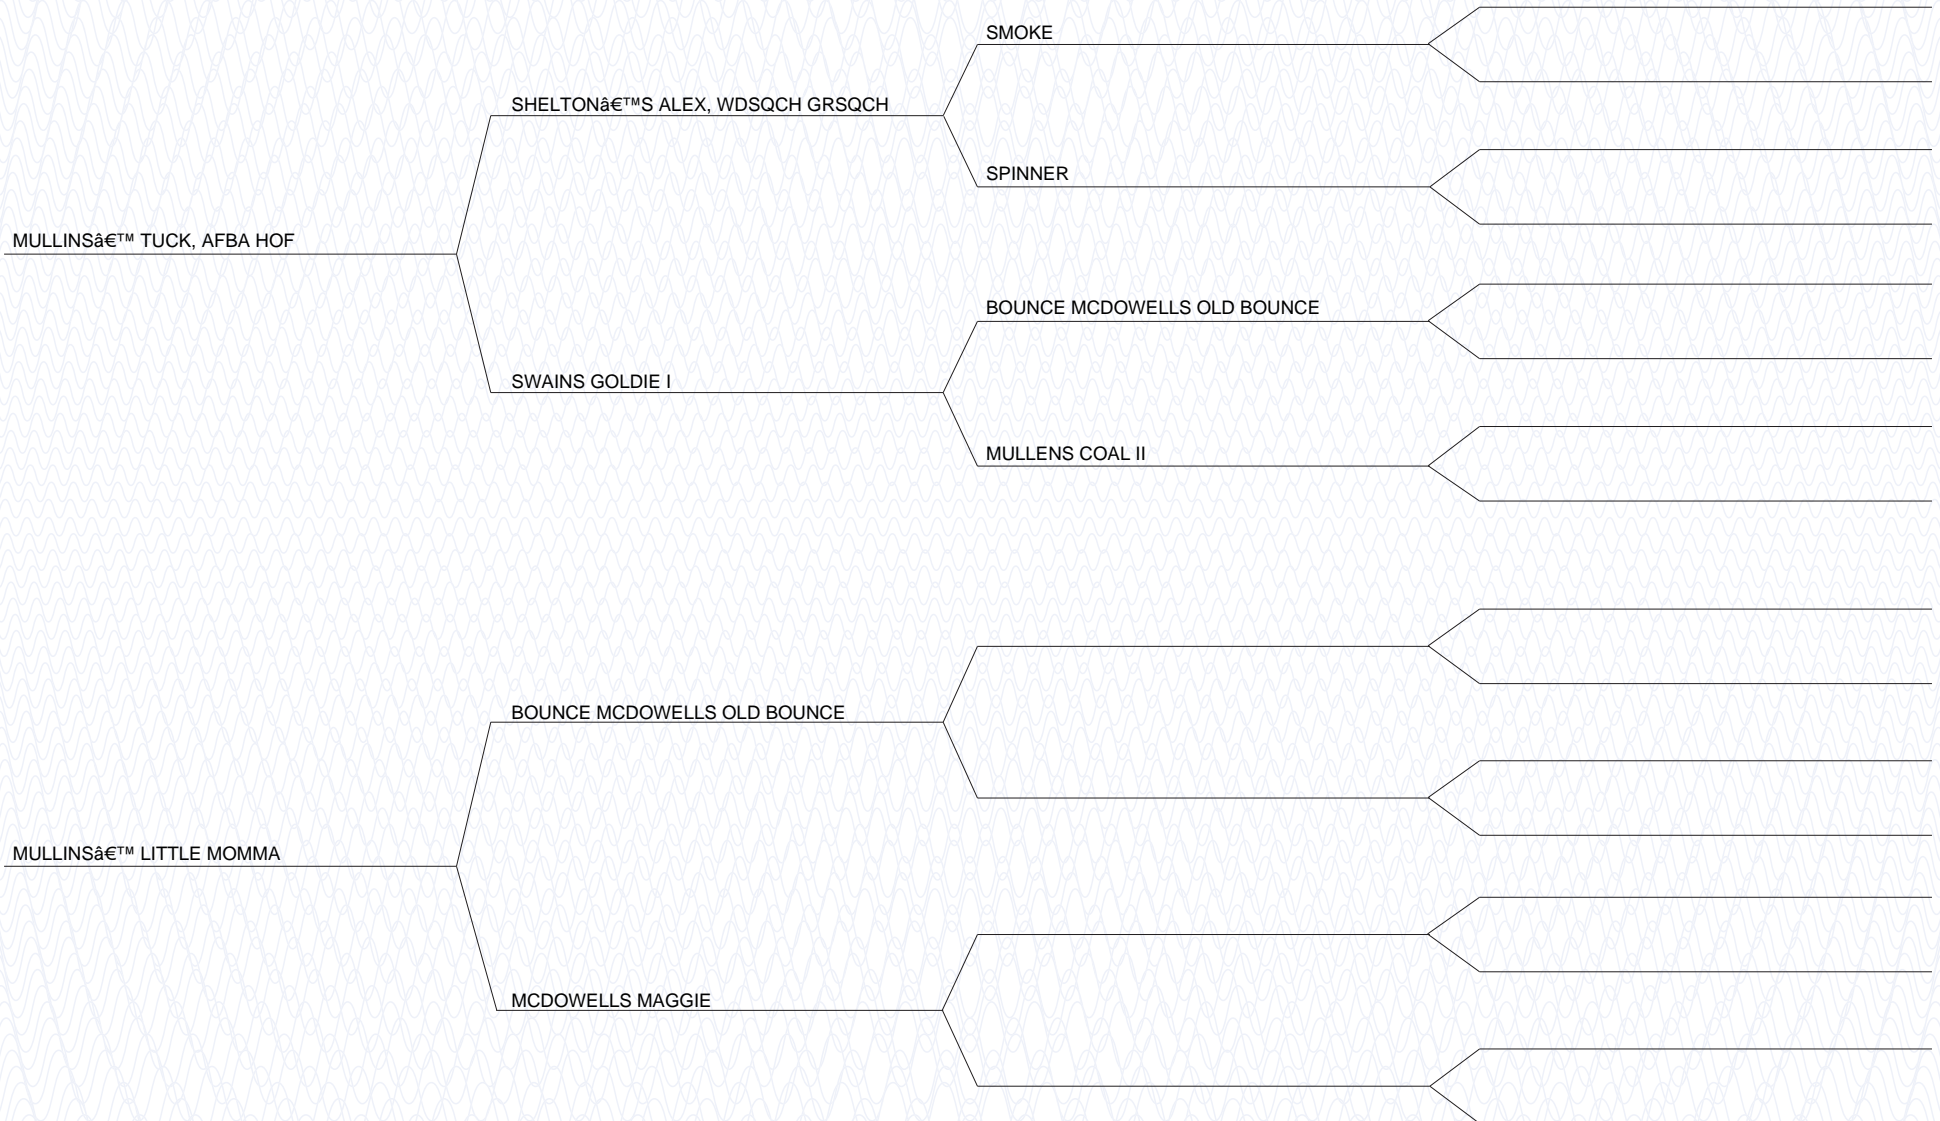 SMOKE
SHELTONâ€™S ALEX, WDSQCH GRSQCH
SPINNER
MULLINSâ€™ TUCK, AFBA HOF
BOUNCE MCDOWELLS OLD BOUNCE
SWAINS GOLDIE I
MULLENS COAL II
BOUNCE MCDOWELLS OLD BOUNCE
MULLINSâ€™ LITTLE MOMMA
MCDOWELLS MAGGIE